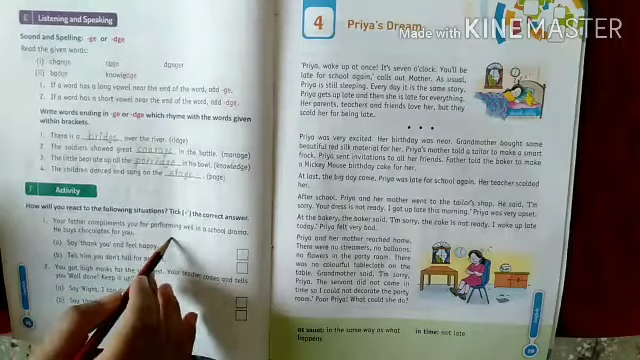 E Listening and Speaking
Sound and Spelling: -ge or -dge
Read the given words:
(i) change cage danger
(ii) badge knowledge
1. If a word has a long vowel near the end of the word, add -ge.
2. If a word has a short vowel near the end of the word, add -dge.
Write words ending in -ge or -dge which rhyme with the words given
within brackets.
1. There is a bridge over the river. (ridge)
2. The soldiers showed great courage in the battle. (manage)
3. The little bear ate up all the porridge in his bowl. (knowledge)
4. The children danced and sang on the stage. (page)
F Activity
How will you react to the following situations? Tick (✓) the correct answer.
1. Your father compliments you for performing well in a school drama.
He buys chocolates for you.
(a) Say 'thank you' and feel happy.
(b) Tell him you don't
2. You got high marks Your teacher comes and tells
you 'Well done! Keep it
(a) Say 'Right, I
(b) Say
4 Priya's Dream
MADE WITH
VIVAVIDEO
'Priya, wake up at once! It's seven o'clock. You'll be
late for school again,' calls out Mother. As usual,
Priya is still sleeping. Every day it is the same story.
Priya gets up late and then she is late for everything.
Her parents, teachers and friends love her, but they
scold her for being late.
Priya was very excited. Her birthday was near. Grandmother bought some
beautiful red silk material for her. Priya's mother told a tailor to make a smart
frock. Priya sent invitations to all her friends. Father told the baker to make
a Mickey Mouse birthday cake for her.
At last, the big day came. Priya was late for school again. Her teacher scolded
her.
After school, Priya and her mother went to the tailor's shop. He said, 'I'm
sorry. Your dress is not ready. I got up late this morning.' Priya was very upset.
At the bakery, the baker said, 'I'm sorry, the cake is not ready. I woke up late
today.' Priya felt very bad.
Priya and her mother reached home.
There were no streamers, no balloons,
no flowers in the party room. There
was no colourful tablecloth on the
table. Grandmother said, 'I'm sorry,
Priya. The servant did not come in
time so I could not decorate the party
room.' Poor Priya! What could she do?
as usual: in the same way as what
happens
in time: not late
39